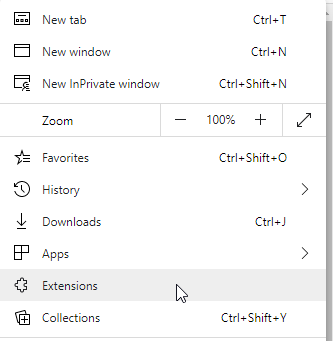 New tab Ctrl+T
New window Ctrl+N
New InPrivate window Ctrl+Shift+N
Zoom — 100% +
Favorites Ctrl+Shift+O
History
Downloads Ctrl+J
Apps
Extensions
Collections Ctrl+Shift+Y